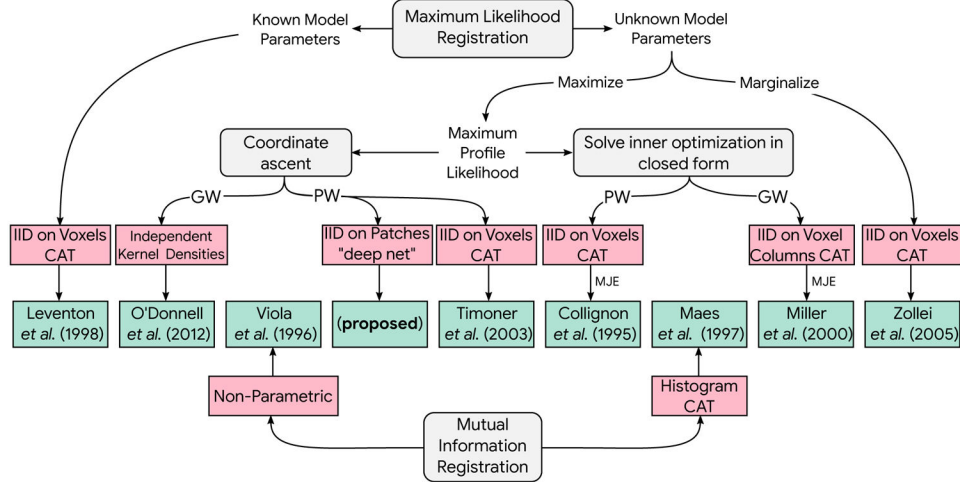 Known Model
Parameters
Maximum Likelihood
Registration
Unknown Model
Parameters
Maximize
Marginalize
Coordinate
ascent
Maximum
Profile
Likelihood
Solve inner optimization in
closed form
GW
PW
PW
GW
IID on Voxels
CAT
Independent
Kernel Densities
IID on Patches
"deep net"
IID on Voxels
CAT
IID on Voxels
CAT
IID on Voxel
Columns CAT
IID on Voxels
CAT
MJE
MJE
Leventon
et al. (1998)
O'Donnell
et al. (2012)
Viola
et al. (1996)
(proposed)
Timoner
et al. (2003)
Collignon
et al. (1995)
Maes
et al. (1997)
Miller
et al. (2000)
Zollei
et al. (2005)
Non-Parametric
Histogram
CAT
Mutual
Information
Registration